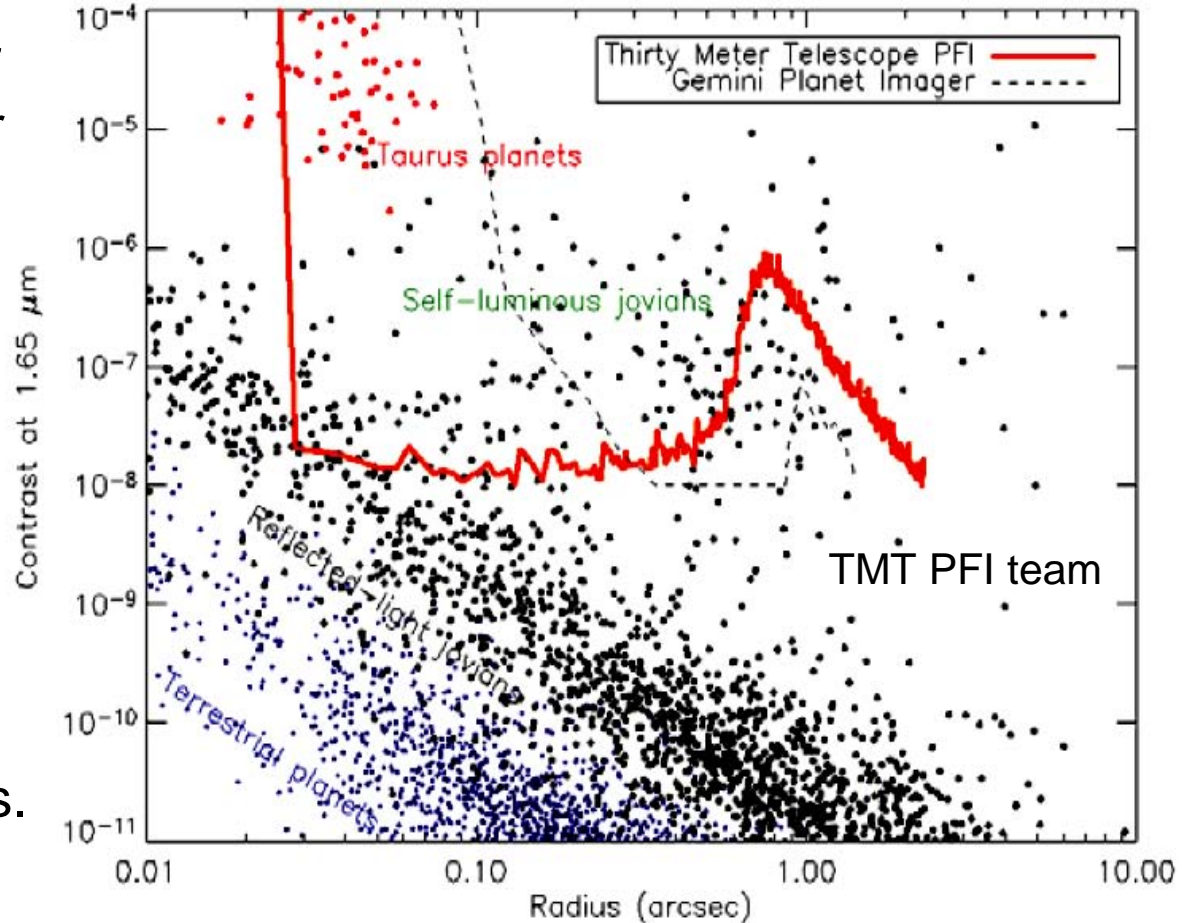 10^-4
10^-5
10^-6
10^-7
10^-8
10^-9
10^-10
10^-11
Contrast at 1.65 μm
Thirty Meter Telescope PFI
Gemini Planet Imager
Taurus planets
Self-luminous jovians
Reflected-light jovians
Terrestrial planets
TMT PFI team
s.
0.01 0.10 1.00 10.00
Radius (arcsec)